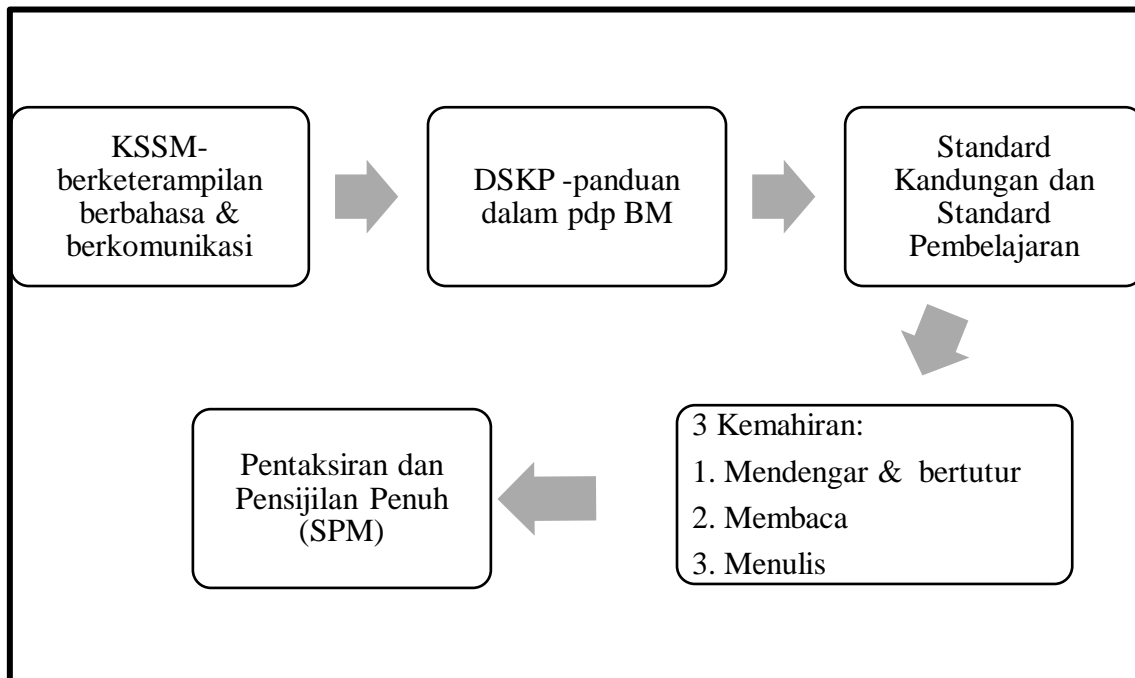 KSSM-
berketerampilan
berbahasa &
berkomunikasi
DSKP -panduan
dalam pdp BM
Standard
Kandungan dan
Standard
Pembelajaran
3 Kemahiran:
1. Mendengar & bertutur
2. Membaca
3. Menulis
Pentaksiran dan
Pensijilan Penuh
(SPM)